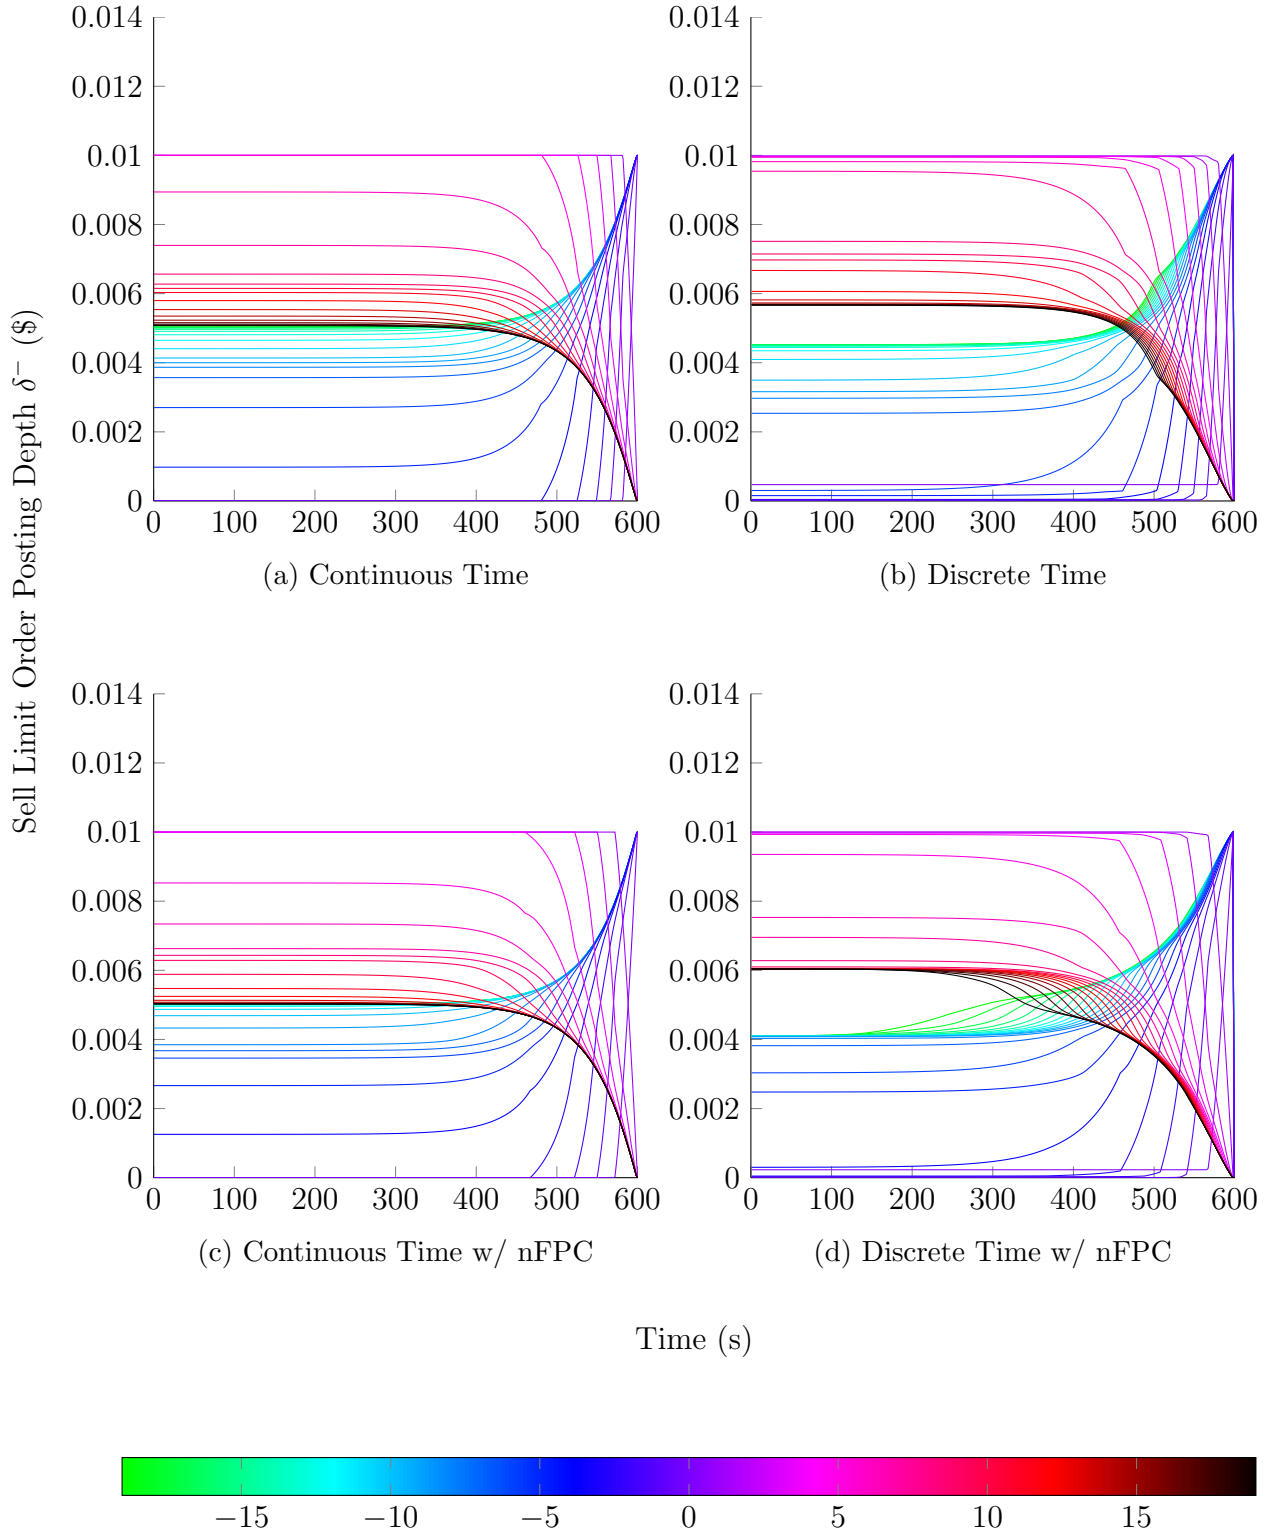 Sell Limit Order Posting Depth δ⁻ ($)
0.014 0.012 0.01 0.008 0.006 0.004 0.002 0
0 100 200 300 400 500 600
(a) Continuous Time
0.014 0.012 0.01 0.008 0.006 0.004 0.002 0
0 100 200 300 400 500 600
(b) Discrete Time
0.014 0.012 0.01 0.008 0.006 0.004 0.002 0
0 100 200 300 400 500 600
(c) Continuous Time w/ nFPC
0.014 0.012 0.01 0.008 0.006 0.004 0.002 0
0 100 200 300 400 500 600
(d) Discrete Time w/ nFPC
Time (s)
−15 −10 −5 0 5 10 15